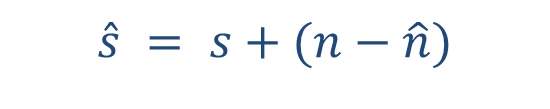 ŝ = s + (n − n̂)